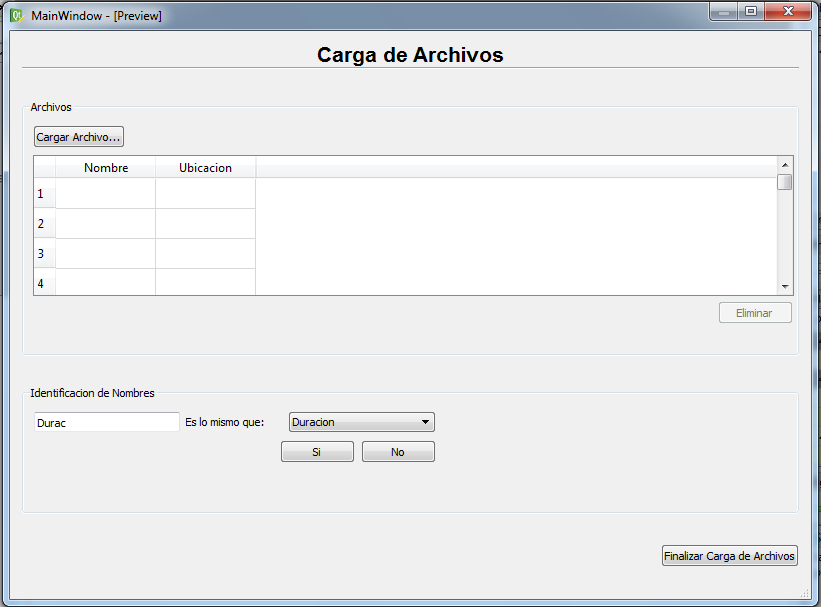 MainWindow - [Preview]
Carga de Archivos
Archivos
Cargar Archivo...
Nombre Ubicacion
1
2
3
4
Eliminar
Identificacion de Nombres
Durac Es lo mismo que: Duracion
Si No
Finalizar Carga de Archivos